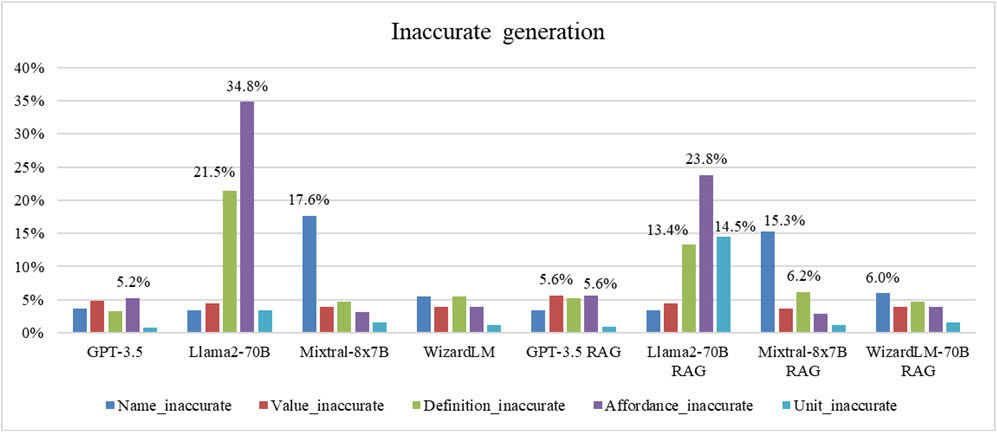 Inaccurate generation
40%
35%
30%
25%
20%
15%
10%
5%
0%
5.2%
21.5%
34.8%
17.6%
5.6%
5.6%
13.4%
23.8%
14.5%
15.3%
6.2%
6.0%
GPT-3.5
Llama2-70B
Mixtral-8x7B
WizardLM
GPT-3.5 RAG
Llama2-70B
RAG
Mixtral-8x7B
RAG
WizardLM-70B
RAG
Name_inaccurate
Value_inaccurate
Definition_inaccurate
Affordance_inaccurate
Unit_inaccurate